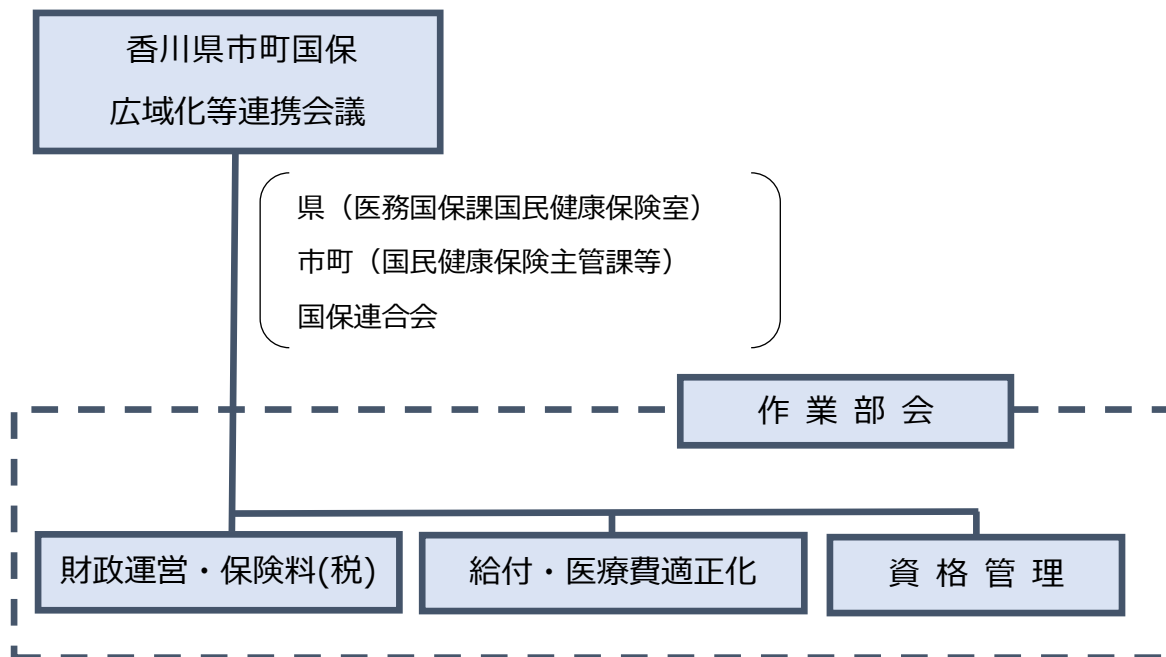 香川県市町国保
広域化等連携会議
県（医務国保課国民健康保険室）
市町（国民健康保険主管課等）
国保連合会
作 業 部 会
財政運営・保険料(税)
給付・医療費適正化
資 格 管 理